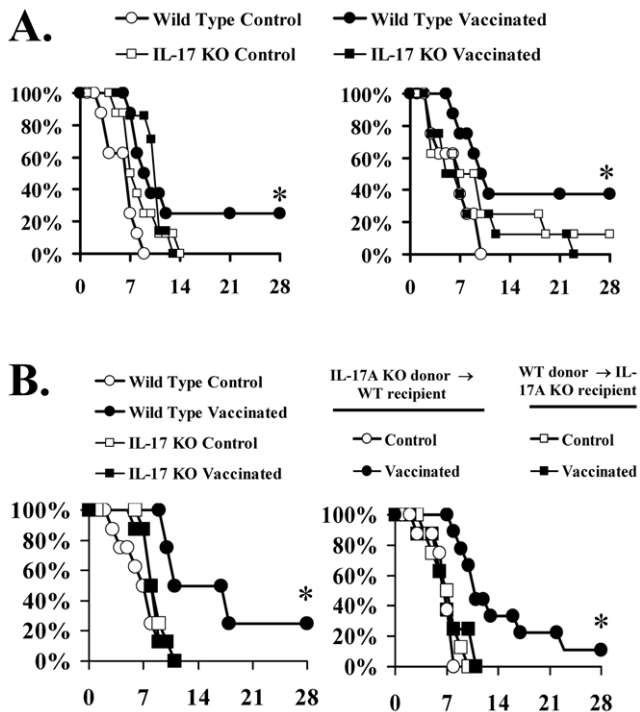 A.
Wild Type Control
Wild Type Vaccinated
IL-17 KO Control
IL-17 KO Vaccinated
100%
80%
60%
40%
20%
0%
*
0 7 14 21 28
100%
80%
60%
40%
20%
0%
*
0 7 14 21 28
B.
Wild Type Control
Wild Type Vaccinated
IL-17 KO Control
IL-17 KO Vaccinated
IL-17A KO donor →
WT recipient
Control
Vaccinated
WT donor → IL-
17A KO recipient
Control
Vaccinated
100%
80%
60%
40%
20%
0%
*
0 7 14 21 28
100%
80%
60%
40%
20%
0%
*
0 7 14 21 28